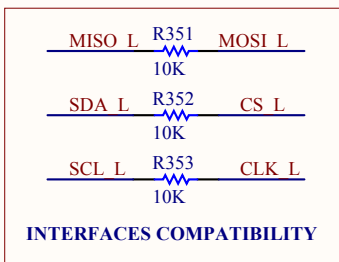 MISO_L R351 MOSI_L
10K
SDA_L R352 CS_L
10K
SCL_L R353 CLK_L
10K
INTERFACES COMPATIBILITY